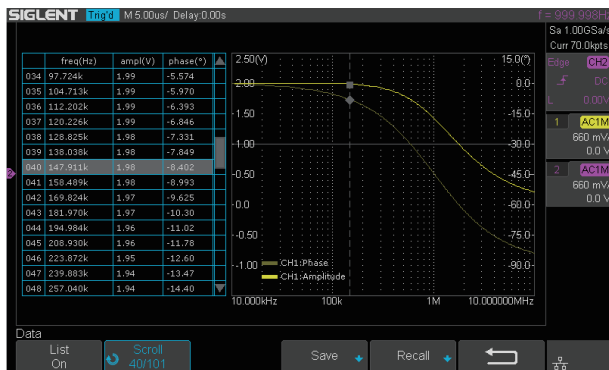 SIGLENT Trig'd M 5.00us/ Delay:0.00s f = 999.998Hz
Sa 1.00GSa/s
Curr 70.0kpts
Edge CH2
DC
L 0.00v
1 AC1M
660 mV/
0.0 V
2 AC1M
660 mV/
0.0 V
freq(Hz) ampl(V) phase(°)
034 97.724k 1.99 -5.574
035 104.713k 1.99 -5.970
036 112.202k 1.99 -6.393
037 120.226k 1.99 -6.846
038 128.825k 1.98 -7.331
039 138.038k 1.98 -7.849
040 147.911k 1.98 -8.402
041 158.489k 1.98 -8.993
042 169.824k 1.97 -9.625
043 181.970k 1.97 -10.30
044 194.984k 1.96 -11.02
045 208.930k 1.96 -11.78
046 223.872k 1.95 -12.60
047 239.883k 1.94 -13.47
048 257.040k 1.94 -14.40
2.50(V) 15.0(°)
2.00 0.0
1.50 -15.0
1.00 -30.0
0.50 -45.0
0.0 -60.0
-0.50 -75.0
-1.00 -90.0
CH1:Phase
CH1:Amplitude
10.000kHz 100k 1M 10.000000MHz
Data
List On
Scroll 40/101
Save
Recall
2